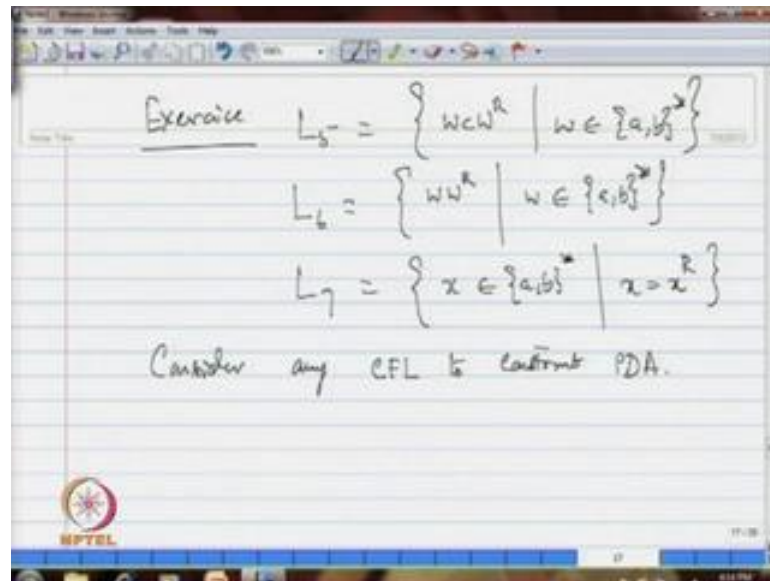 Exercise L₅ = { wcw^R | w ∈ {a,b}* }
L₆ = { ww^R | w ∈ {a,b}* }
L₇ = { x ∈ {a,b}* | x = x^R }
Consider any CFL to construct PDA.
NPTEL